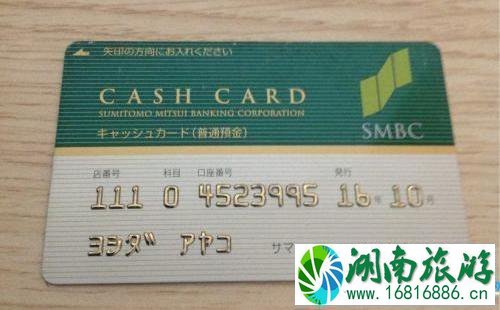 矢印の方向にお入れください
CASH CARD
SUMITOMO MITSUI BANKING CORPORATION
キャッシュカード(普通預金)
SMBC
店番号 科目 口座番号 発行
111 0 4523995 16年 10月
ヨシダ アヤコ サマ
湖南旅游
www.16816886.cn